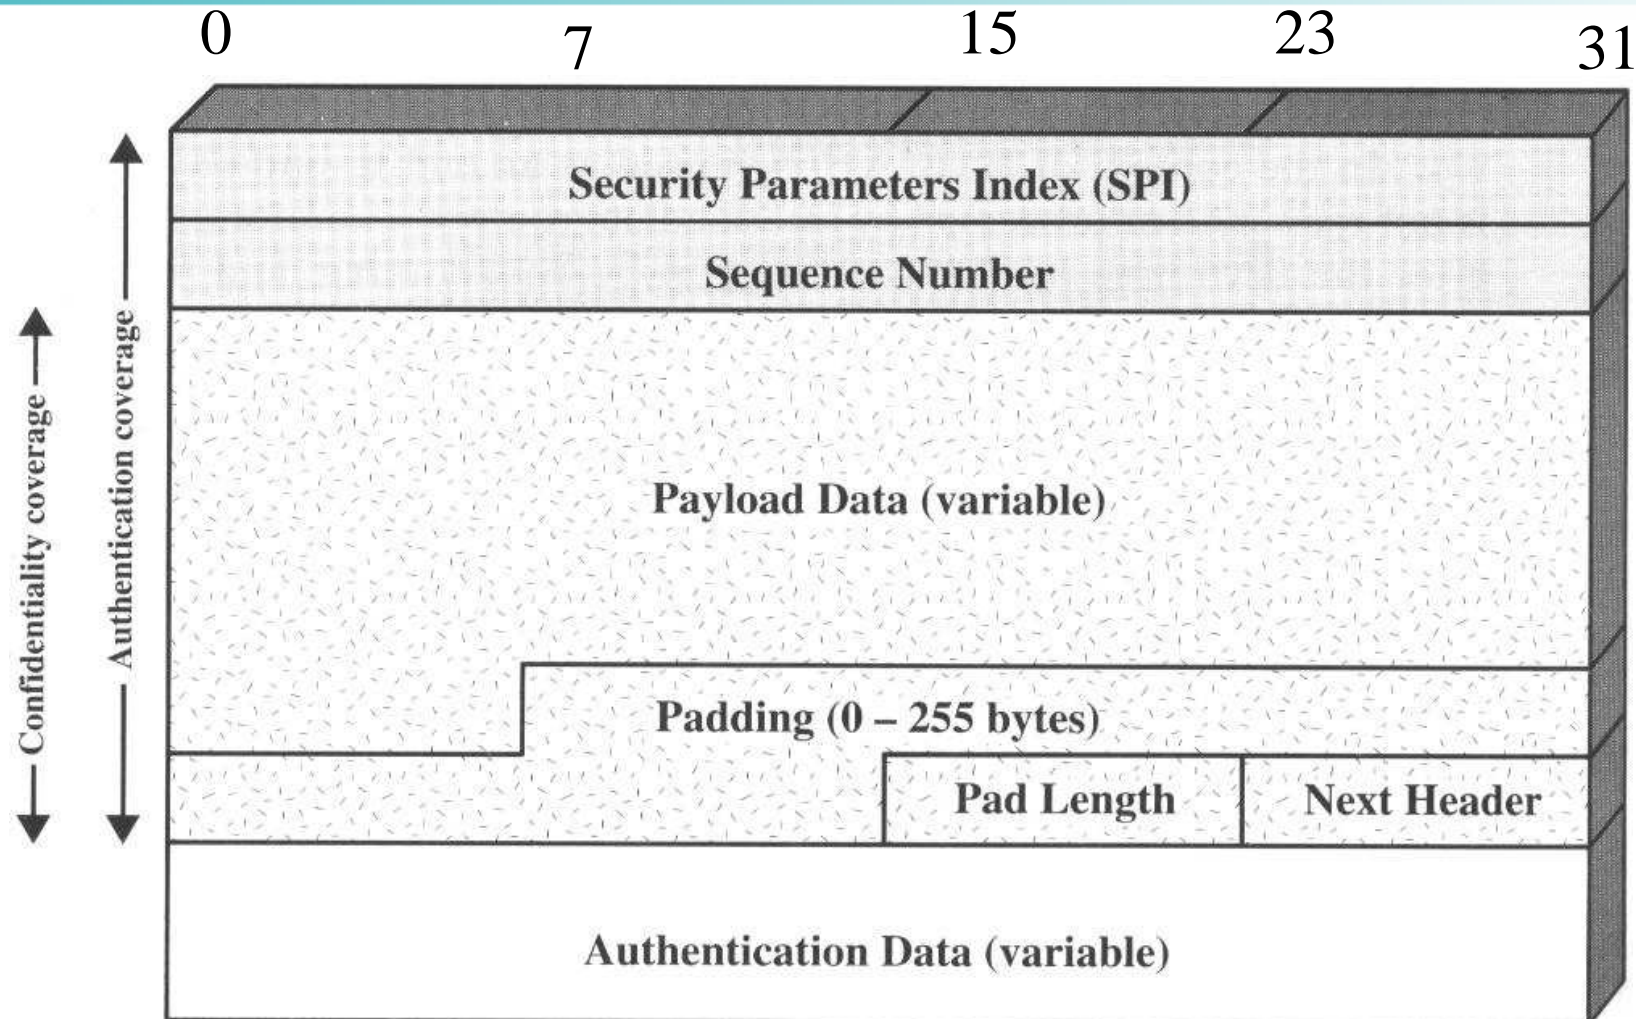 0 7 15 23 31
Security Parameters Index (SPI)
Sequence Number
Confidentiality coverage
Authentication coverage
Payload Data (variable)
Padding (0 – 255 bytes)
Pad Length
Next Header
Authentication Data (variable)